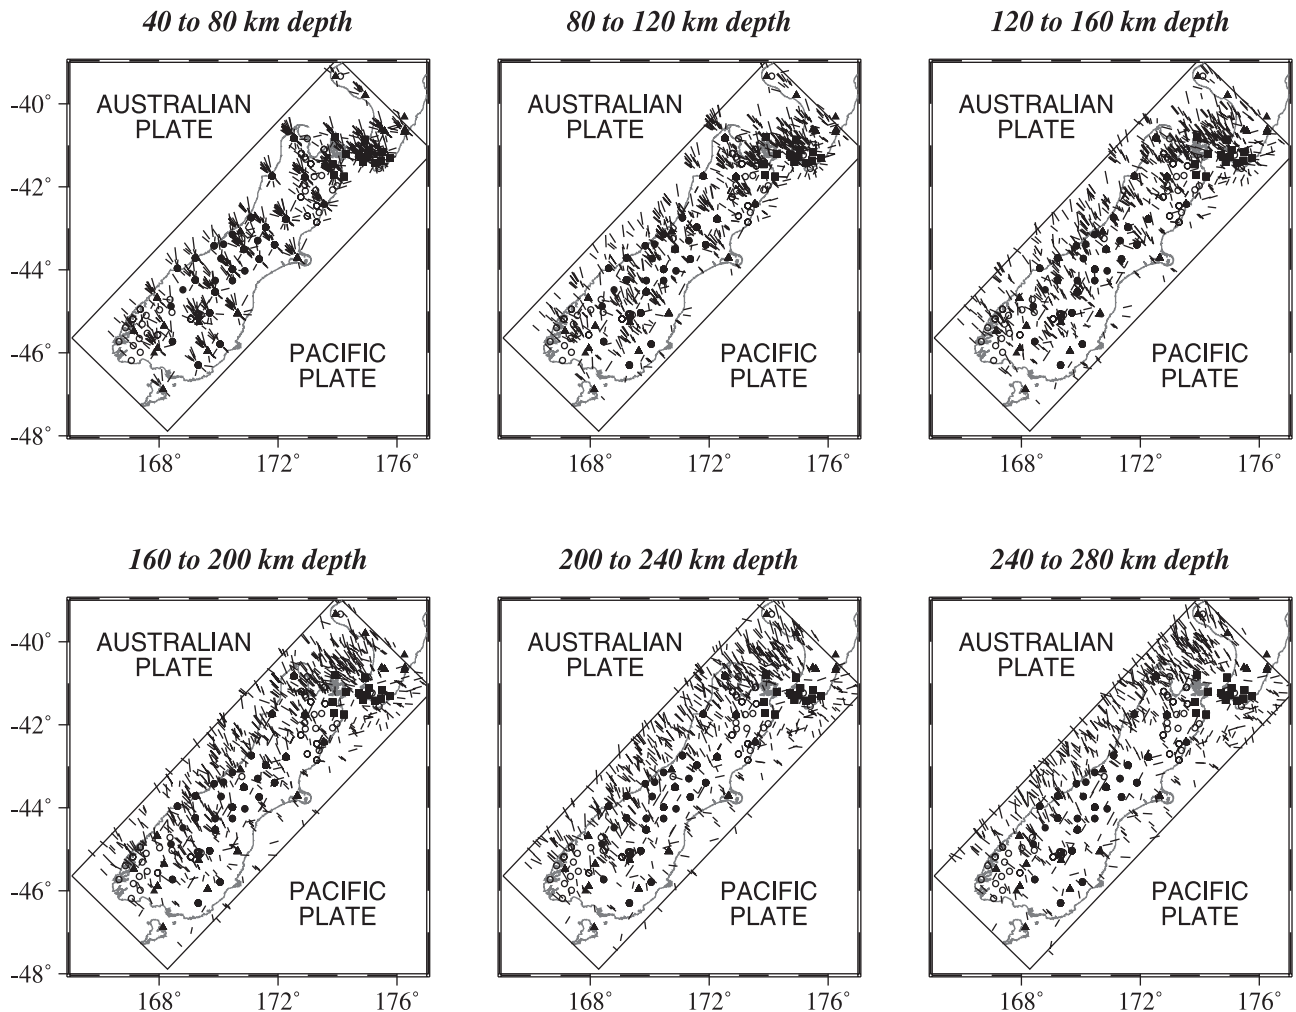 40 to 80 km depth
80 to 120 km depth
120 to 160 km depth
AUSTRALIAN
PLATE
AUSTRALIAN
PLATE
AUSTRALIAN
PLATE
-40˚
-42˚
-44˚
-46˚
-48˚
PACIFIC
PLATE
PACIFIC
PLATE
PACIFIC
PLATE
168˚ 172˚ 176˚
168˚ 172˚ 176˚
168˚ 172˚ 176˚
160 to 200 km depth
200 to 240 km depth
240 to 280 km depth
AUSTRALIAN
PLATE
AUSTRALIAN
PLATE
AUSTRALIAN
PLATE
-40˚
-42˚
-44˚
-46˚
-48˚
PACIFIC
PLATE
PACIFIC
PLATE
PACIFIC
PLATE
168˚ 172˚ 176˚
168˚ 172˚ 176˚
168˚ 172˚ 176˚